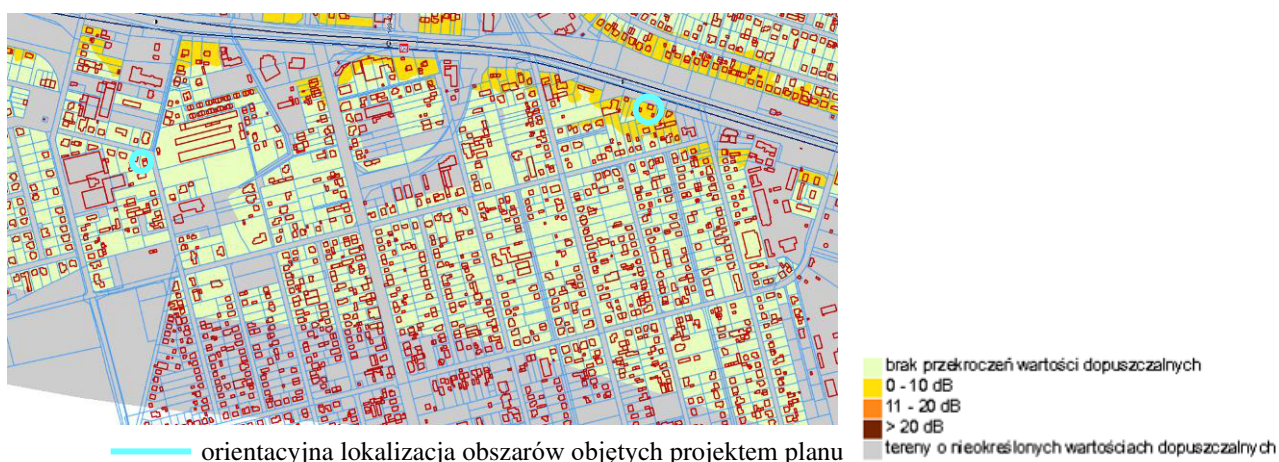 brak przekroczeń wartości dopuszczalnych
0 - 10 dB
11 - 20 dB
> 20 dB
tereny o nieokreślonych wartościach dopuszczalnych
orientacyjna lokalizacja obszarów objętych projektem planu